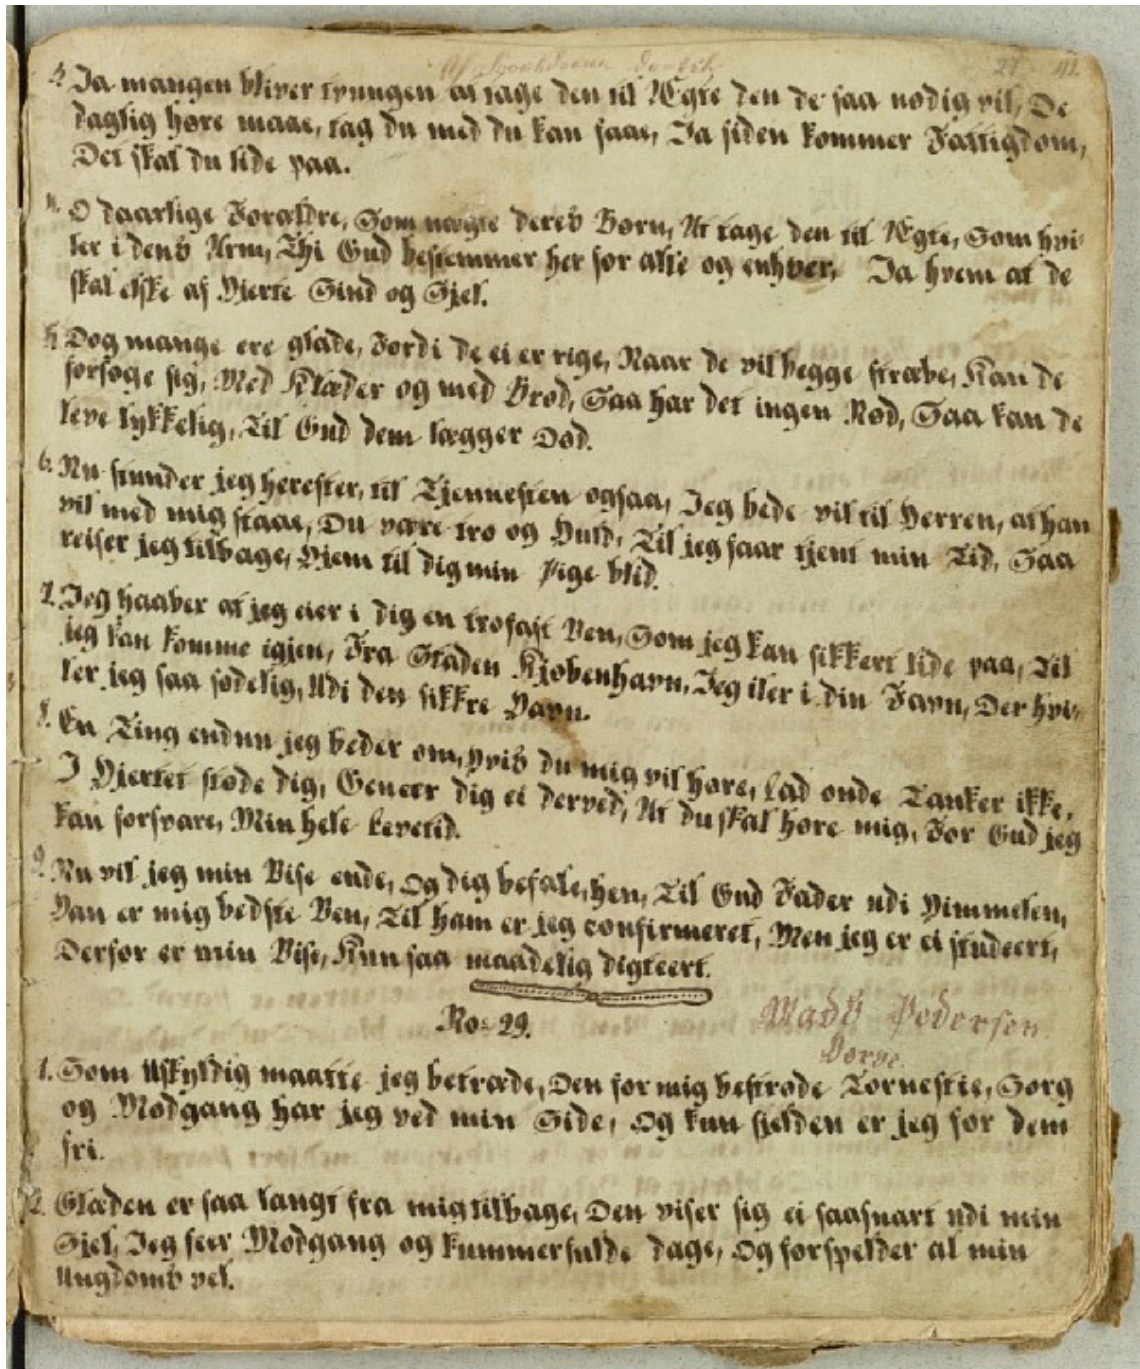 27 41.
3. Ja mangen bliver tvungen at tage den til Ægte den de saa nødig vil, De
daglig høre maae, tag du med du kan faae, Ja siden kommer Fattigdom,
Det skal du lide paa.
4. O daarlige Forældre, Som nægte deres Børn, At tage den til Ægte, Som hvi-
ler i dens Arm, Thi Gud bestemmer her for alle og enhver, Ja hvem at de
skal elske af Hjerte Sind og Sjel.
5. Dog mange ere glade, Fordi de ei er rige, Naar de vil begge stræbe, Kan de
forsøge sig, Med Klæder og med Brød, Saa har det ingen Nød, Saa kan de
leve lykkelig, Til Gud dem lægger Død.
6. Nu stunder jeg herefter, til Tjennesten ogsaa, Jeg bede vil til Herren, at han
vil med mig staae, Du være tro og Huld, Til jeg faar tjent min Tid, Saa
reiser jeg tilbage, Hjem til dig min Pige blid.
7. Jeg haaber at jeg eier i dig en trofast Ven, Som jeg kan sikkert lide paa, Til
jeg kan komme igjen, Fra Staden Kjøbenhavn, Jeg iler i din Favn, Der hvi-
ler jeg saa sødelig, Udi den sikkre Havn.
8. En Ting endnu jeg beder om, Hvis du mig vil høre, Lad onde Tanker ikke,
I Hjertet støde dig, Geneer dig ei derved, At du skal høre mig, For Gud jeg
kan forsvare, Min hele Levetid.
9. Nu vil jeg min Vise ende, Og dig befale, hen, Til Gud Fader udi Himmelen,
Han er mig bedste Ven, Til ham er jeg confirmeret, Men jeg er ei studeert,
Derfor er min Vise, Kun saa maadelig digteert.
No: 29.
Mads Pedersen
Dorge
1. Som Uskyldig maatte jeg betræde, Den for mig bestrøde Tornestie, Sorg
og Modgang har jeg ved min Side, Og kun sjelden er jeg for dem
fri.
2. Glæden er saa langt fra mig tilbage, Den viser sig ei saasnart udi min
Sjel, Jeg seer Modgang og kummerfulde dage, Og forspelder al min
Ungdoms vel.